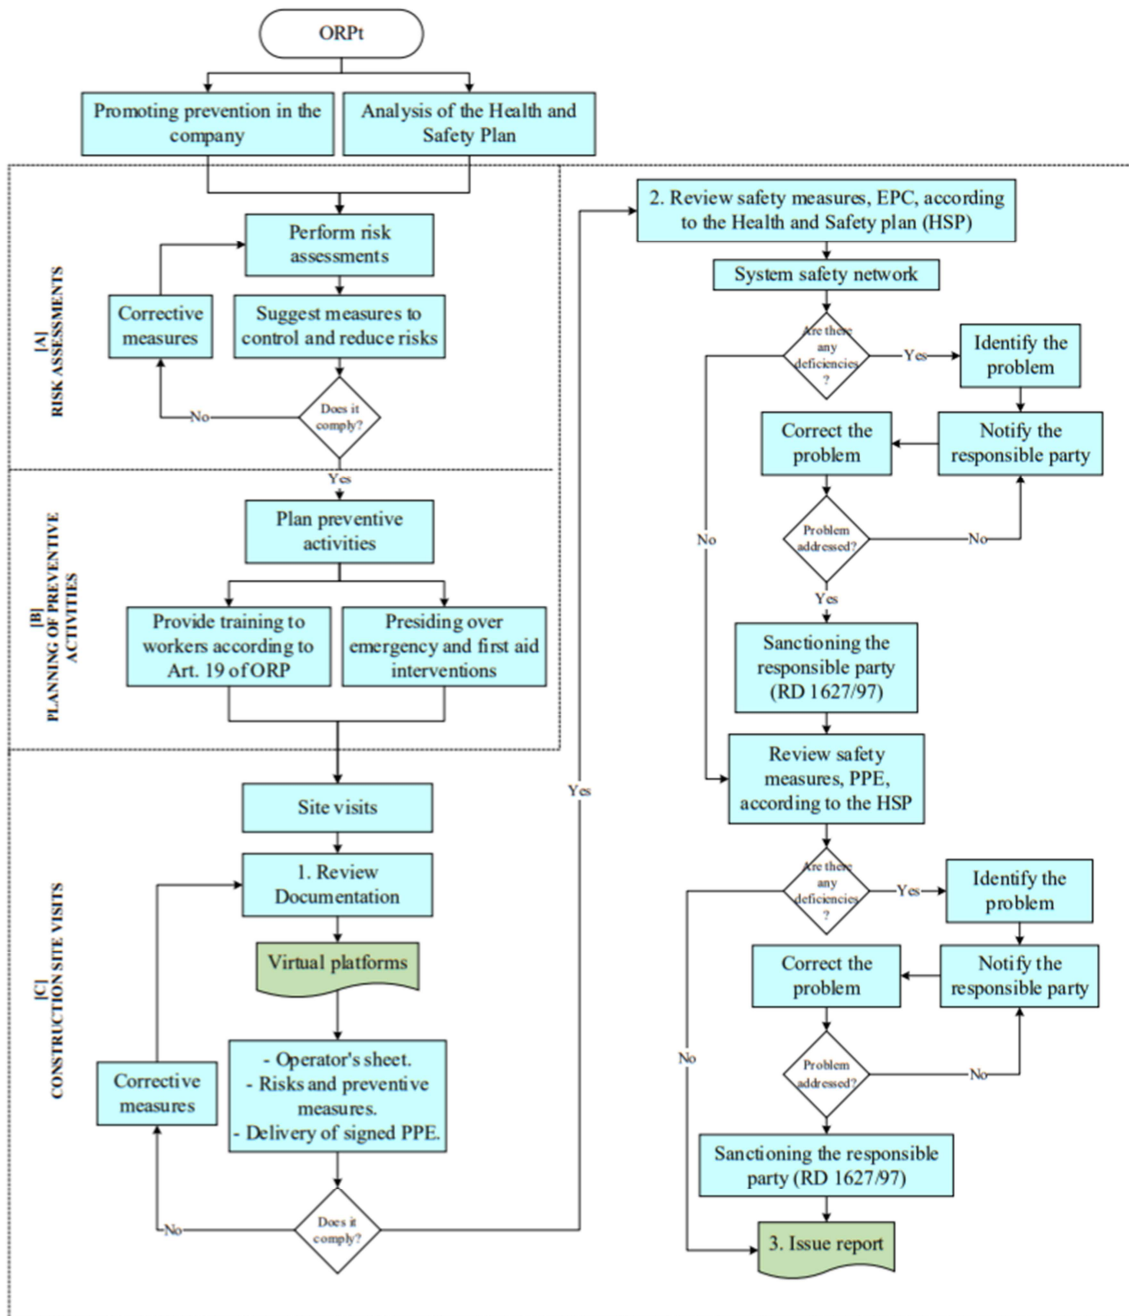 ORPt
Promoting prevention in the
company
Analysis of the Health and
Safety Plan
[A]
RISK ASSESSMENTS
Perform risk
assessments
Corrective
measures
Suggest measures to
control and reduce risks
Does it
comply?
No
Yes
[B]
PLANNING OF PREVENTIVE
ACTIVITIES
Plan preventive
activities
Provide training to
workers according to
Art. 19 of ORP
Presiding over
emergency and first aid
interventions
[C]
CONSTRUCTION SITE VISITS
Site visits
1. Review
Documentation
Virtual platforms
- Operator's sheet.
- Risks and preventive
measures.
- Delivery of signed PPE.
Corrective
measures
Does it
comply?
No
Yes
2. Review safety measures, EPC, according
to the Health and Safety plan (HSP)
System safety network
Are there
any
deficiencies
?
Yes
Identify the
problem
Notify the
responsible party
Correct the
problem
Problem
addressed?
No
No
Yes
Sanctioning the
responsible party
(RD 1627/97)
Review safety
measures, PPE,
according to the HSP
Are there
any
deficiencies
?
Yes
Identify the
problem
Notify the
responsible party
Correct the
problem
Problem
addressed?
No
No
Sanctioning the responsible
party (RD 1627/97)
3. Issue report